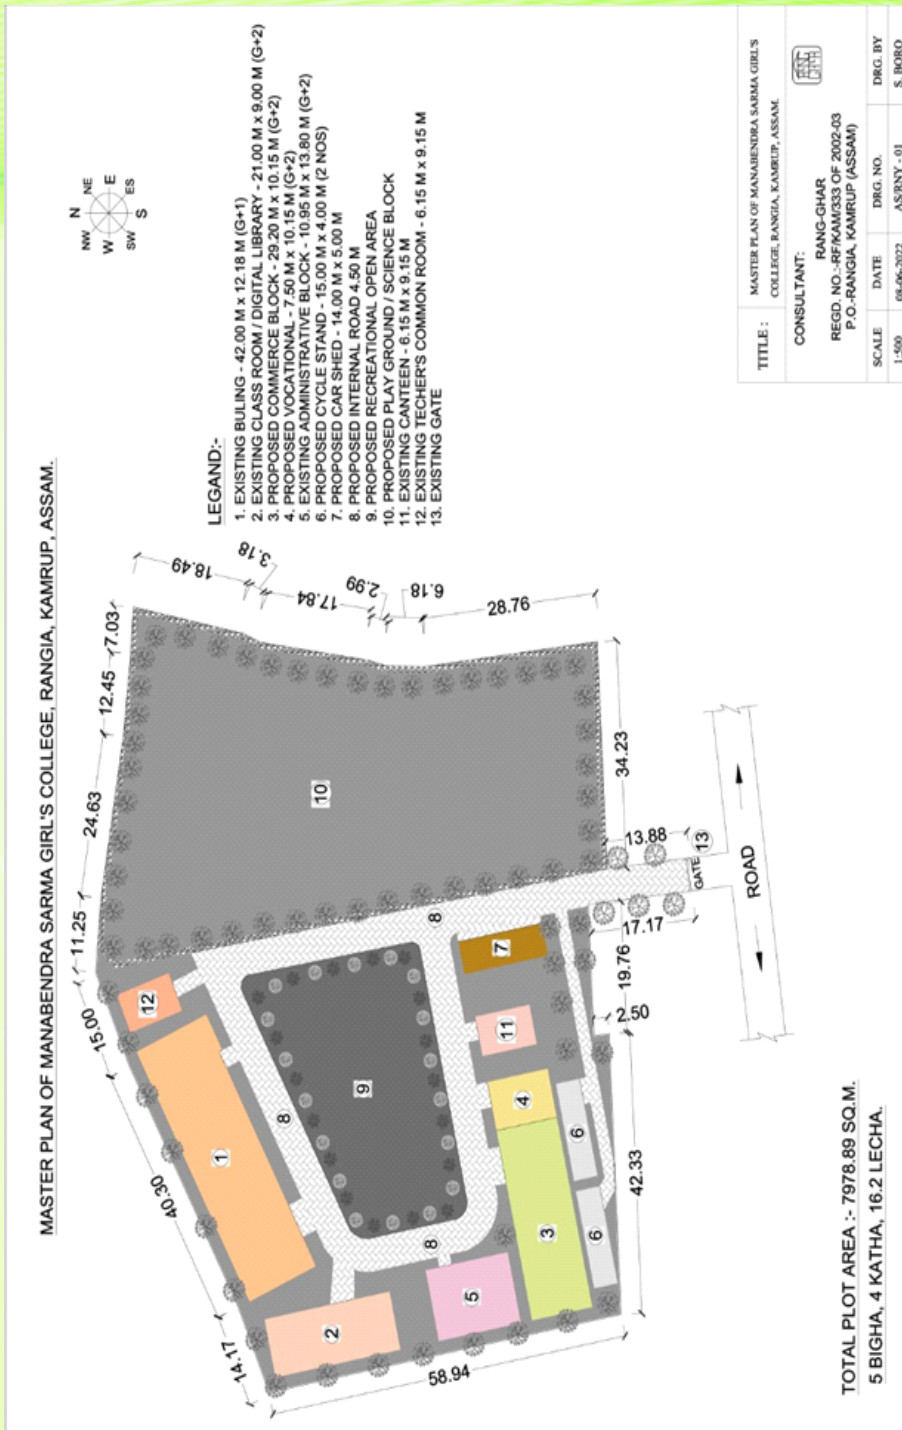 MASTER PLAN OF MANABENDRA SARMA GIRL'S COLLEGE, RANGIA, KAMRUP, ASSAM.
N
NE
E
ES
S
SW
W
NW
LEGAND:-
1. EXISTING BULING - 42.00 M x 12.18 M (G+1)
2. EXISTING CLASS ROOM / DIGITAL LIBRARY - 21.00 M x 9.00 M (G+2)
3. PROPOSED COMMERCE BLOCK - 29.20 M x 10.15 M (G+2)
4. PROPOSED VOCATIONAL - 7.50 M x 10.15 M (G+2)
5. EXISTING ADMINISTRATIVE BLOCK - 10.95 M x 13.80 M (G+2)
6. PROPOSED CYCLE STAND - 15.00 M x 4.00 M (2 NOS)
7. PROPOSED CAR SHED - 14.00 M x 5.00 M
8. PROPOSED INTERNAL ROAD 4.50 M
9. PROPOSED RECREATIONAL OPEN AREA
10. PROPOSED PLAY GROUND / SCIENCE BLOCK
11. EXISTING CANTEEN - 6.15 M x 9.15 M
12. EXISTING TECHER'S COMMON ROOM - 6.15 M x 9.15 M
13. EXISTING GATE
14.17
40.30
15.00
11.25
24.63
12.45
7.03
18.49
3.18
17.84
2.99
6.18
28.76
34.23
13.88
17.17
19.76
2.50
42.33
58.94
1
2
3
4
5
6
6
7
8
8
8
9
10
11
12
13
GATE
ROAD
TOTAL PLOT AREA :- 7978.89 SQ.M.
5 BIGHA, 4 KATHA, 16.2 LECHA.
TITLE :
MASTER PLAN OF MANABENDRA SARMA GIRL'S
COLLEGE, RANGIA, KAMRUP, ASSAM.
CONSULTANT:
RANG-GHAR
REGD. NO.:-RF/KAM/333 OF 2002-03
P.O.-RANGIA, KAMRUP (ASSAM)
SCALE DATE DRG. NO. DRG. BY
1:500 08-06-2022 AS/RNY - 01 S. BORO